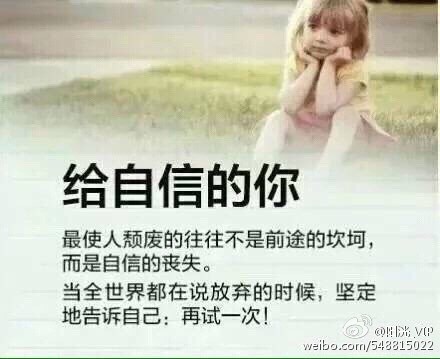 给自信的你
最使人颓废的往往不是前途的坎坷，
而是自信的丧失。
当全世界都在说放弃的时候，坚定
地告诉自己：再试一次！
weibo.com/548815022